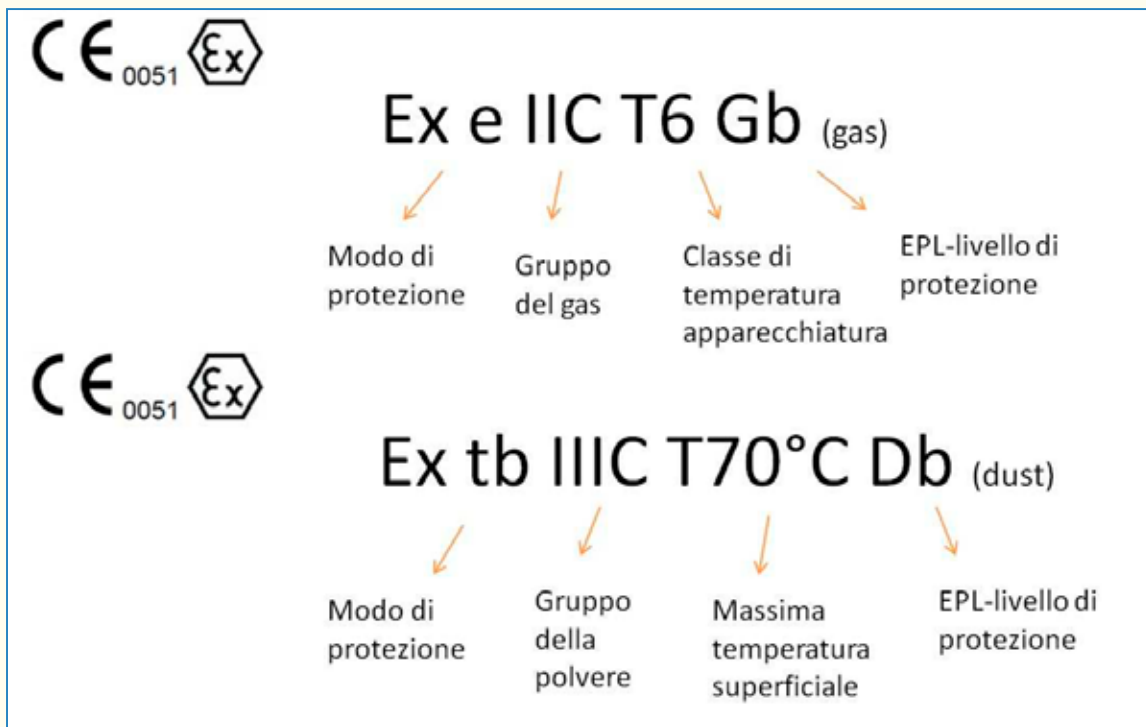 CE 0051 Ex
Ex e IIC T6 Gb (gas)
Modo di
protezione
Gruppo
del gas
Classe di
temperatura
apparecchiatura
EPL-livello di
protezione
CE 0051 Ex
Ex tb IIIC T70°C Db (dust)
Modo di
protezione
Gruppo
della
polvere
Massima
temperatura
superficiale
EPL-livello di
protezione